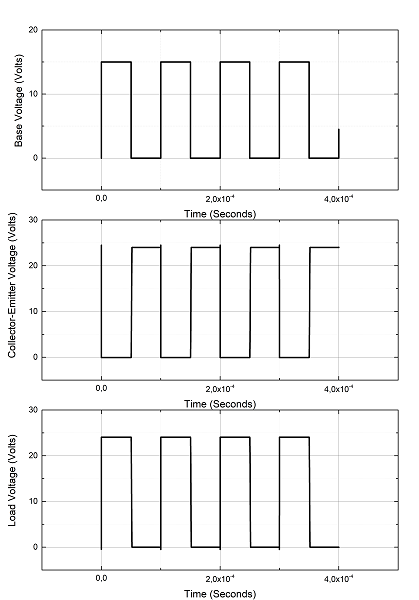 Base Voltage (Volts)
20
10
0
0,0
2,0x10⁻⁴
4,0x10⁻⁴
Time (Seconds)
Collector-Emitter Voltage (Volts)
30
20
10
0
0,0
2,0x10⁻⁴
4,0x10⁻⁴
Time (Seconds)
Load Voltage (Volts)
30
20
10
0
0,0
2,0x10⁻⁴
4,0x10⁻⁴
Time (Seconds)